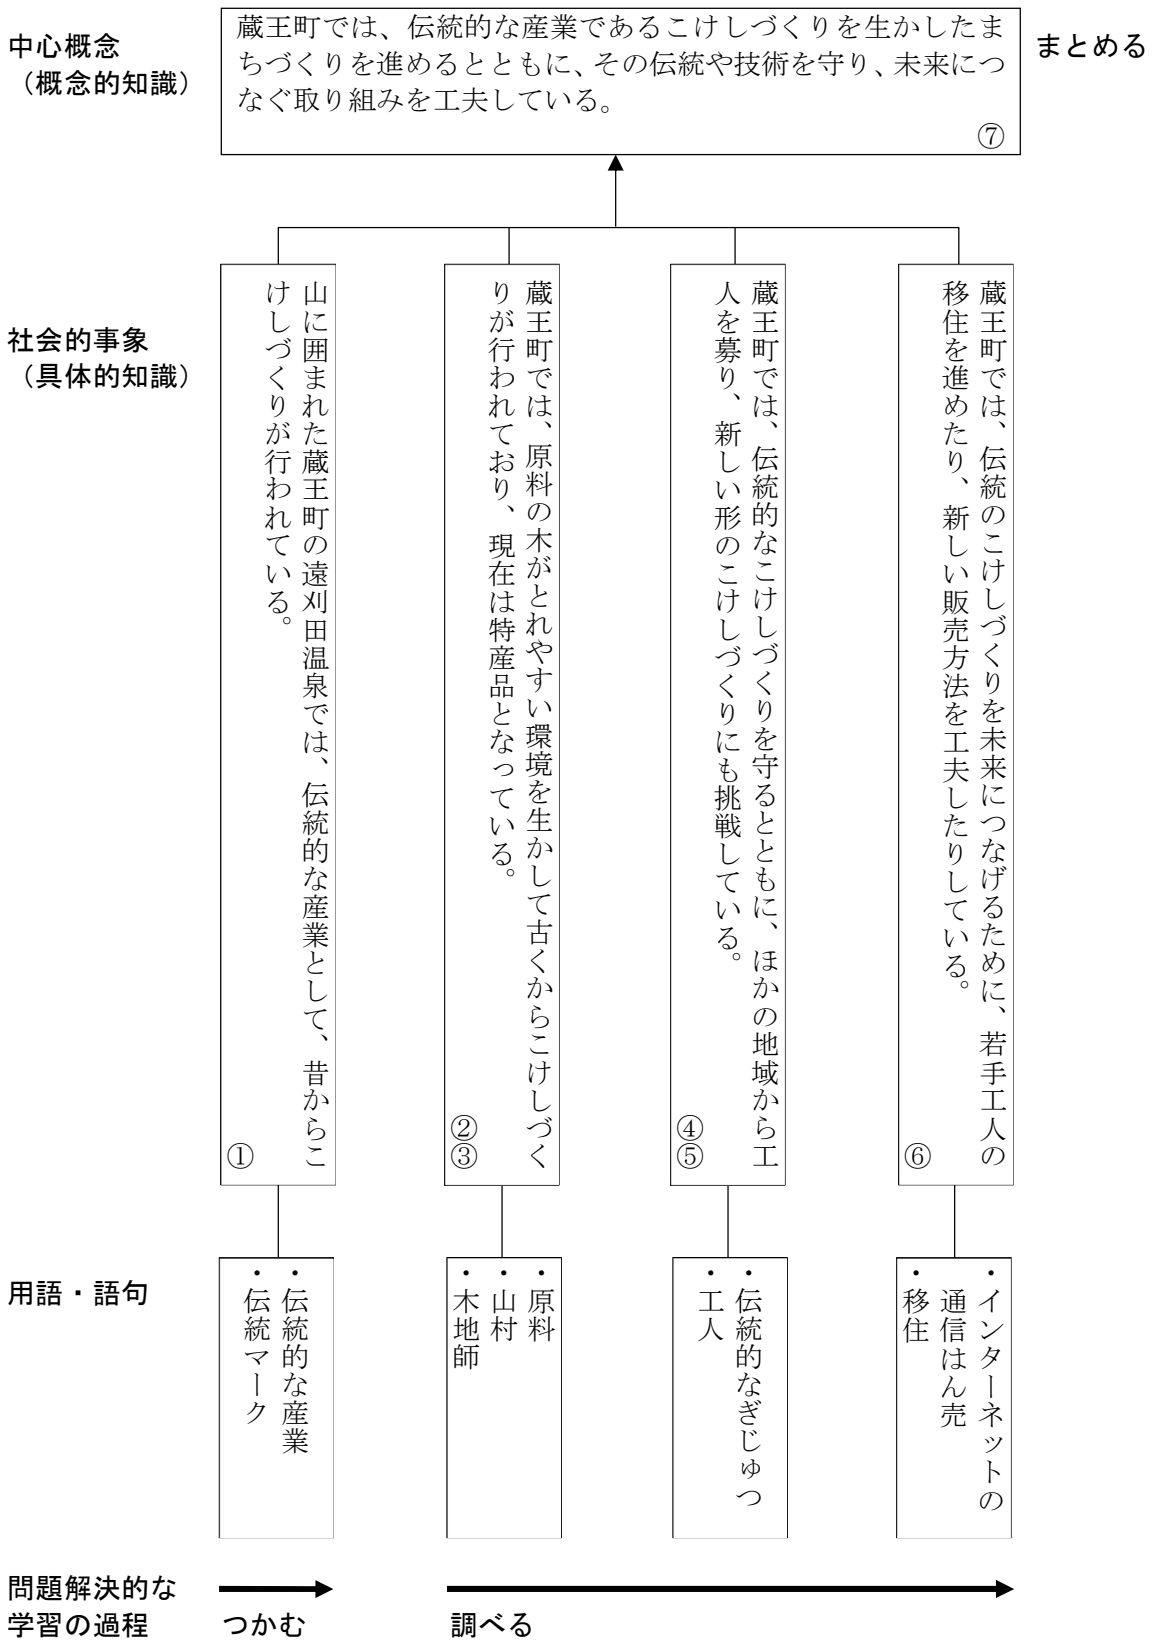 中心概念
（概念的知識）
蔵王町では、伝統的な産業であるこけしづくりを生かしたま
ちづくりを進めるとともに、その伝統や技術を守り、未来につ
なぐ取り組みを工夫している。
⑦
まとめる
社会的事象
（具体的知識）
山に囲まれた蔵王町の遠刈田温泉では、伝統的な産業として、昔からこ
けしづくりが行われている。
①
蔵王町では、原料の木がとれやすい環境を生かして古くからこけしづく
りが行われており、現在は特産品となっている。
②
③
蔵王町では、伝統的なこけしづくりを守るとともに、ほかの地域から工
人を募り、新しい形のこけしづくりにも挑戦している。
④
⑤
蔵王町では、伝統のこけしづくりを未来につなげるために、若手工人の
移住を進めたり、新しい販売方法を工夫したりしている。
⑥
用語・語句
・伝統的な産業
・伝統マーク
・原料
・山村
・木地師
・伝統的なぎじゅつ
・工人
・インターネットの
通信はん売
・移住
問題解決的な
学習の過程
つかむ
調べる